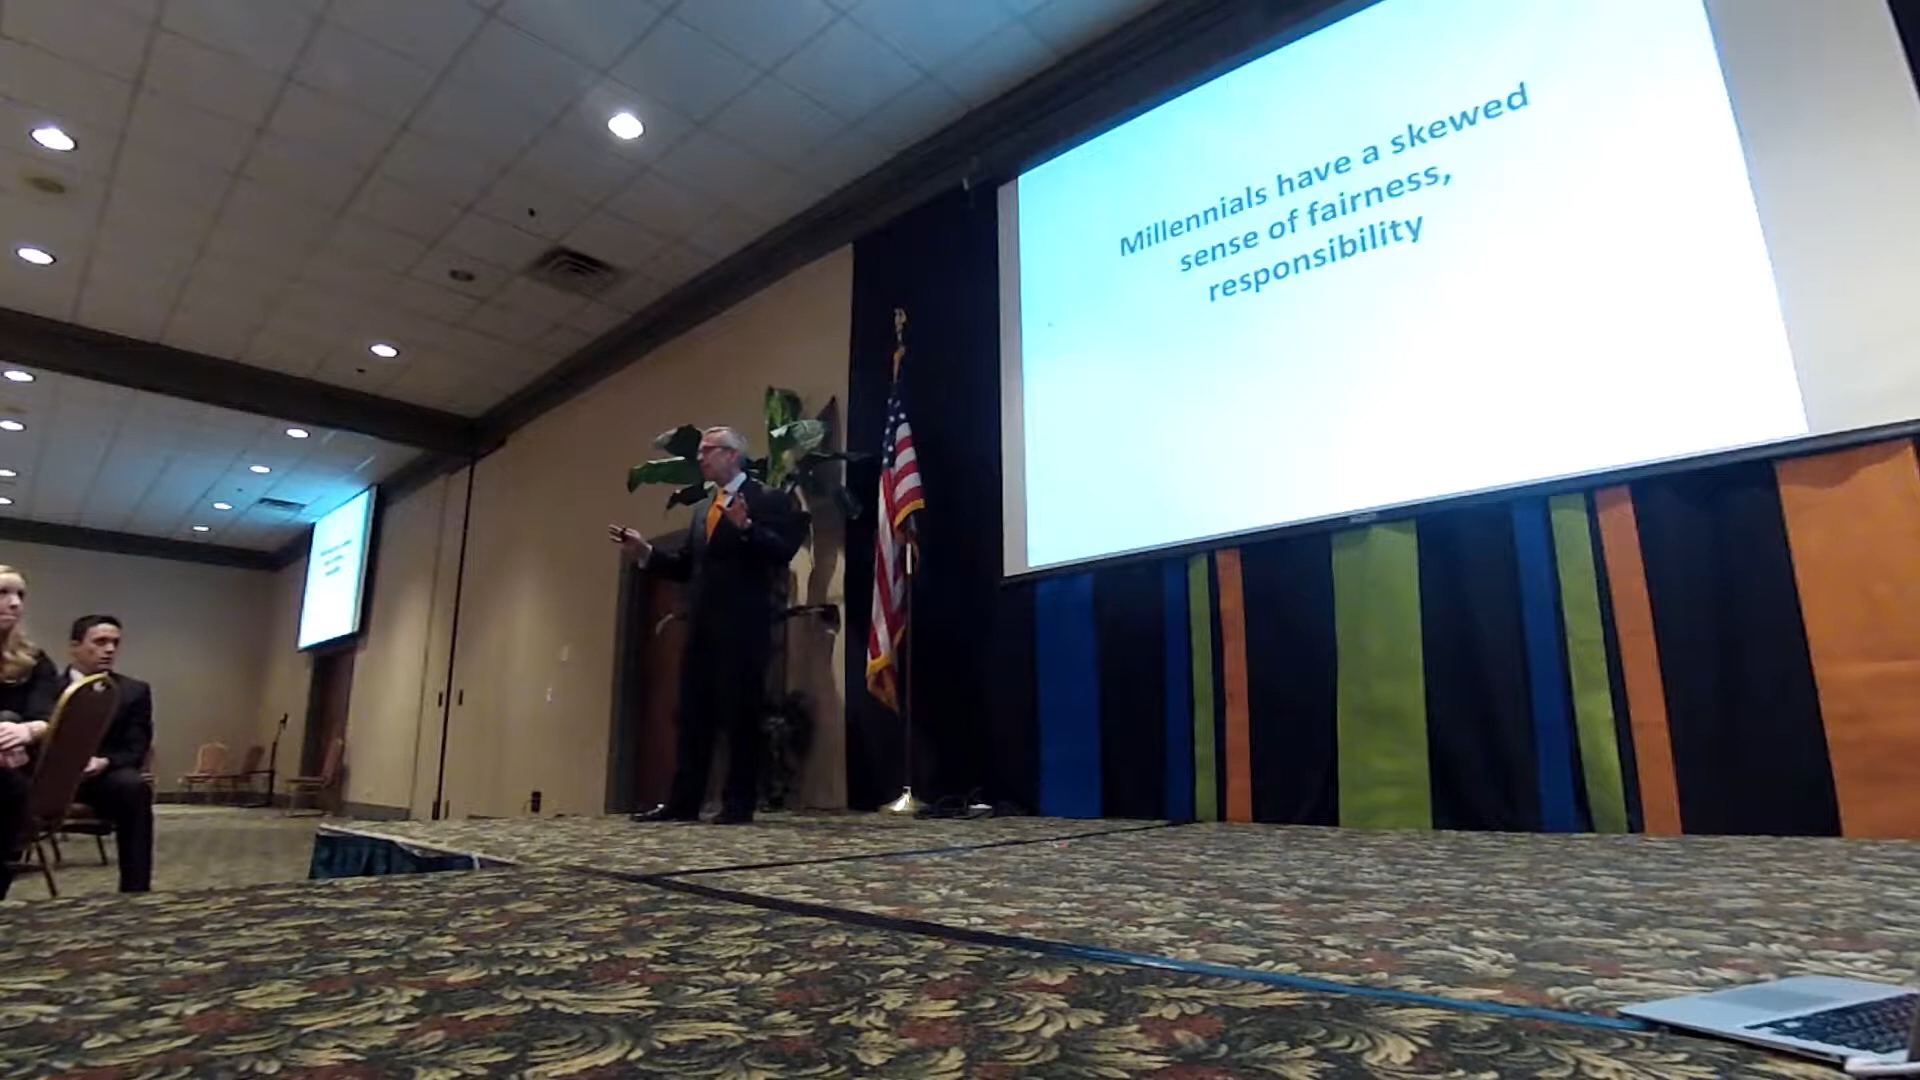 Millennials have a skewed
sense of fairness,
responsibility